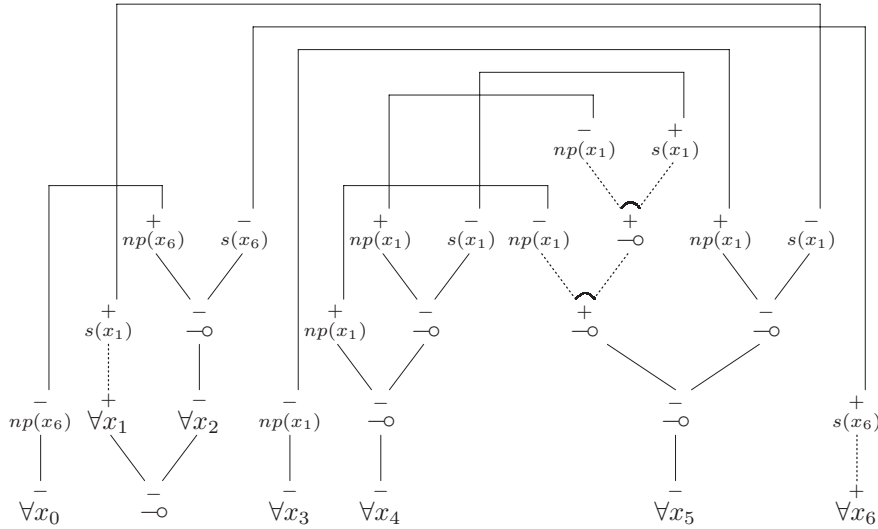 − +
np(x₁) s(x₁)
+ − + − − + + −
np(x₆) s(x₆) np(x₁) s(x₁) np(x₁) ⊸ np(x₁) s(x₁)
+ − + − + −
s(x₁) ⊸ np(x₁) ⊸ ⊸ ⊸
− + − − − − +
np(x₆) ∀x₁ ∀x₂ np(x₁) ⊸ ⊸ s(x₆)
− − − − − +
∀x₀ ⊸ ∀x₃ ∀x₄ ∀x₅ ∀x₆